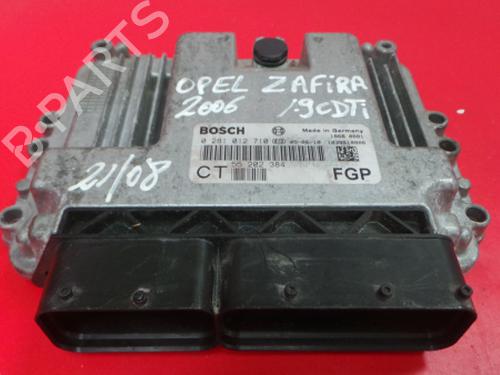 B-PARTS
OPEL ZAFIRA
2006 1.9CDTi
BOSCH Made in Germany
0 281 012 710
55 202 384
CT FGP
21/08